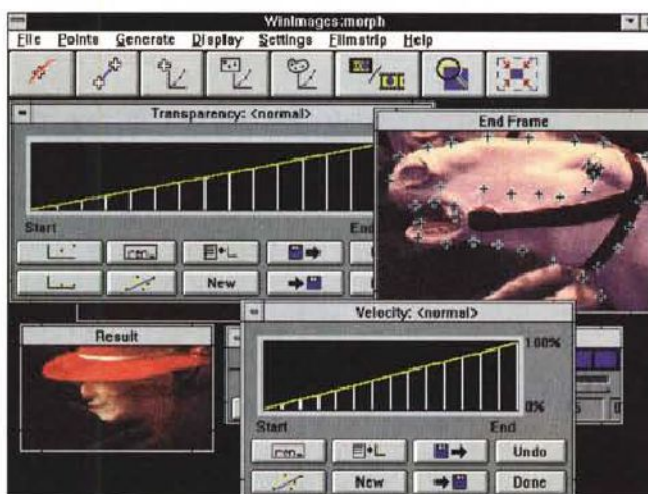 WinImages:morph
File Points Generate Display Settings Filmstrip Help
Transparency: <normal>
End Frame
Start
New
Result
Velocity: <normal>
100%
0%
Start End
Undo
New Done